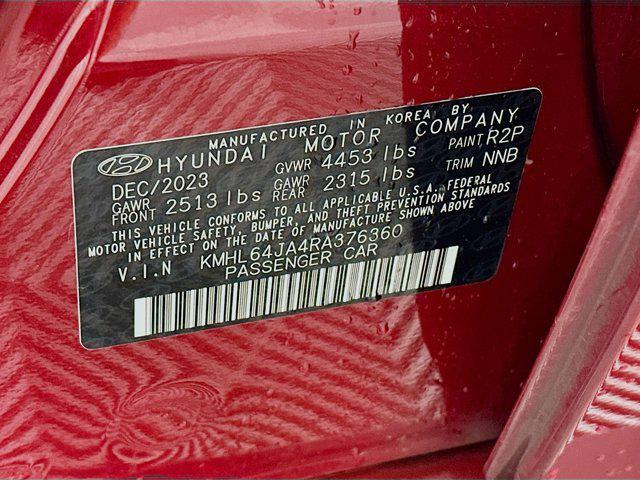 MANUFACTURED IN KOREA BY
HYUNDAI MOTOR COMPANY
DEC/2023 GVWR 4453 lbs PAINT R2P
GAWR FRONT 2513 lbs GAWR REAR 2315 lbs TRIM NNB
THIS VEHICLE CONFORMS TO ALL APPLICABLE U.S.A. FEDERAL
MOTOR VEHICLE SAFETY, BUMPER, AND THEFT PREVENTION STANDARDS
IN EFFECT ON THE DATE OF MANUFACTURE SHOWN ABOVE
V.I.N KMHL64JA4RA376360
PASSENGER CAR